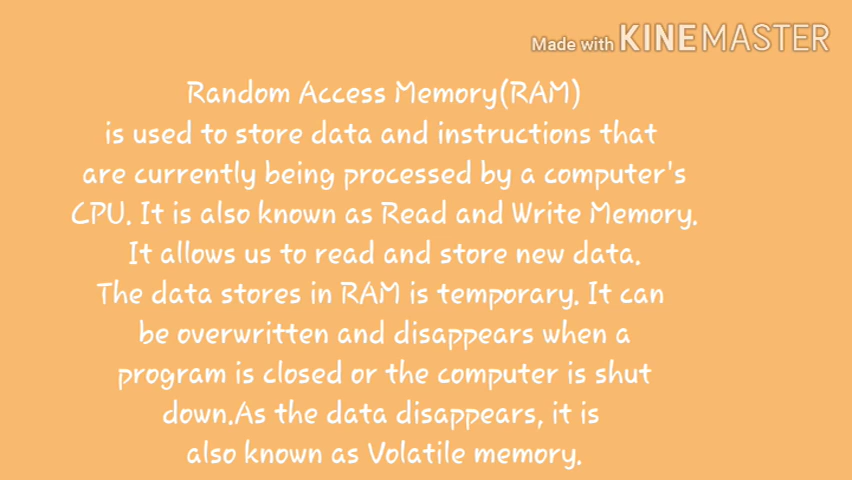 Made with KINEMASTER
Random Access Memory(RAM)
is used to store data and instructions that
are currently being processed by a computer's
CPU. It is also known as Read and Write Memory.
It allows us to read and store new data.
The data stores in RAM is temporary. It can
be overwritten and disappears when a
program is closed or the computer is shut
down.As the data disappears, it is
also known as Volatile memory.